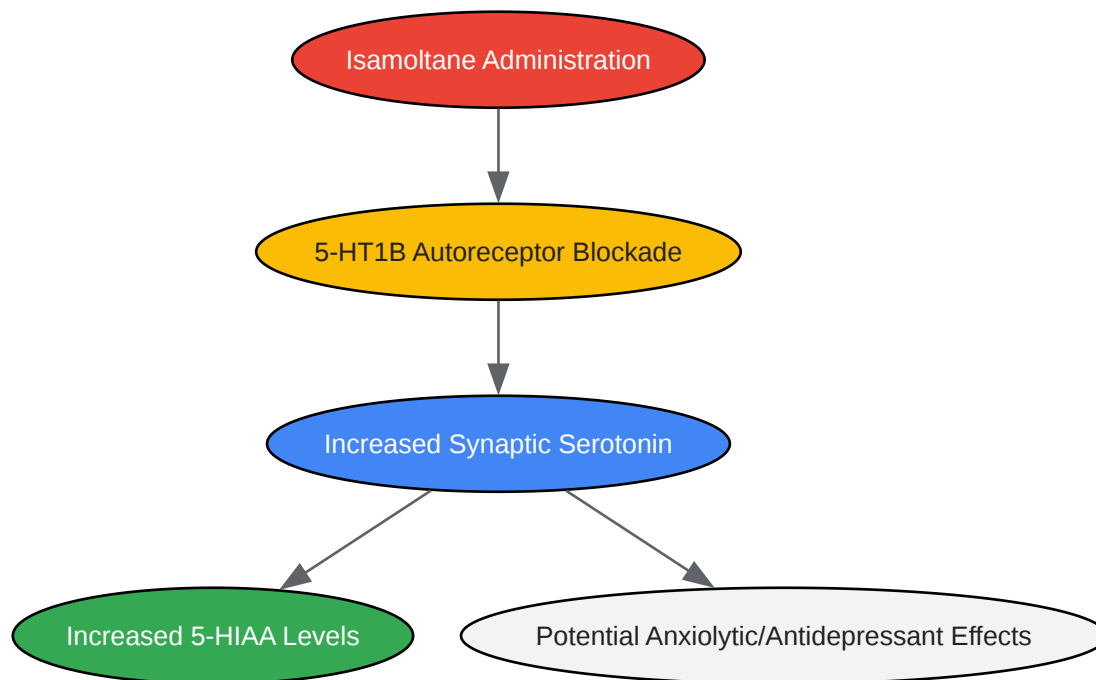 Isamoltane Administration
5-HT1B Autoreceptor Blockade
Increased Synaptic Serotonin
Increased 5-HIAA Levels
Potential Anxiolytic/Antidepressant Effects